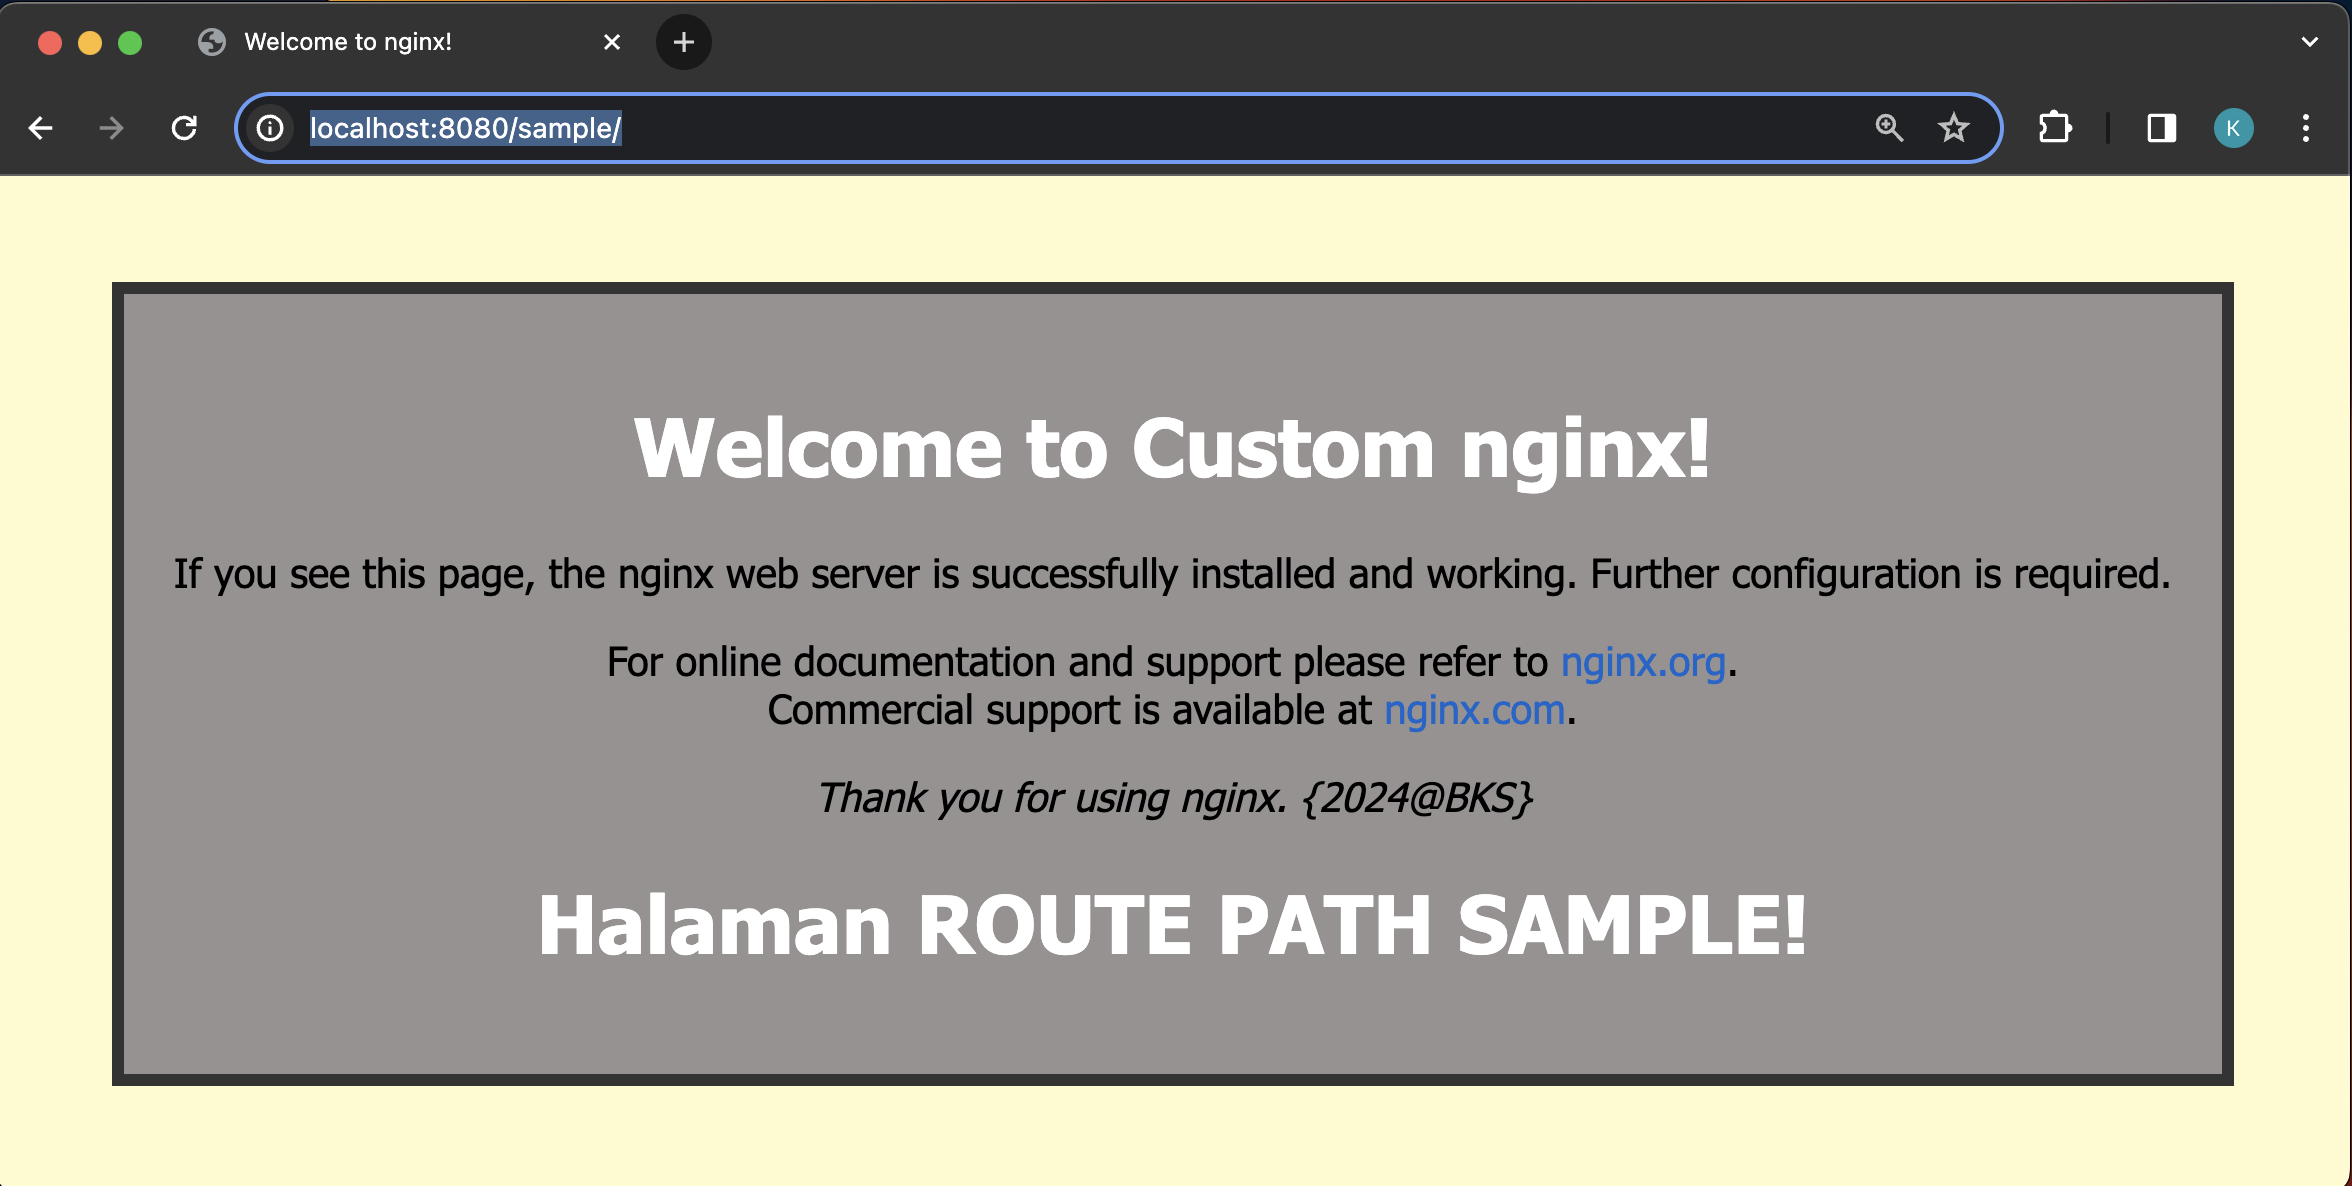 Welcome to nginx!
localhost:8080/sample/
K
Welcome to Custom nginx!
If you see this page, the nginx web server is successfully installed and working. Further configuration is required.
For online documentation and support please refer to nginx.org.
Commercial support is available at nginx.com.
Thank you for using nginx. {2024@BKS}
Halaman ROUTE PATH SAMPLE!